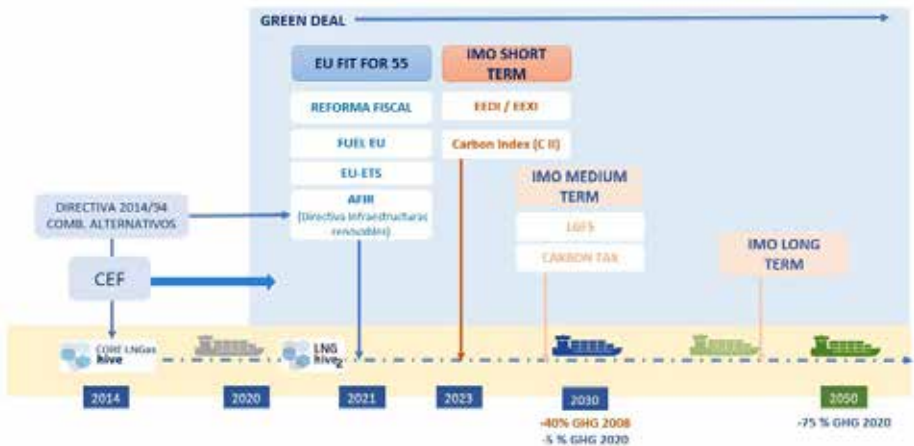 GREEN DEAL
EU FIT FOR 55
IMO SHORT
TERM
REFORMA FISCAL
EEDI / EEXI
FUEL EU
Carbon Index (C II)
EU-ETS
IMO MEDIUM
TERM
AFIR
(Directiva Infraestructuras
renovables)
DIRECTIVA 2014/94
COMB. ALTERNATIVOS
LGFS
CARBON TAX
IMO LONG
TERM
CEF
CORE LNGas
hive
LNG
hive2
2014
2020
2021
2023
2030
2050
-40% GHG 2008
-5 % GHG 2020
-75 % GHG 2020